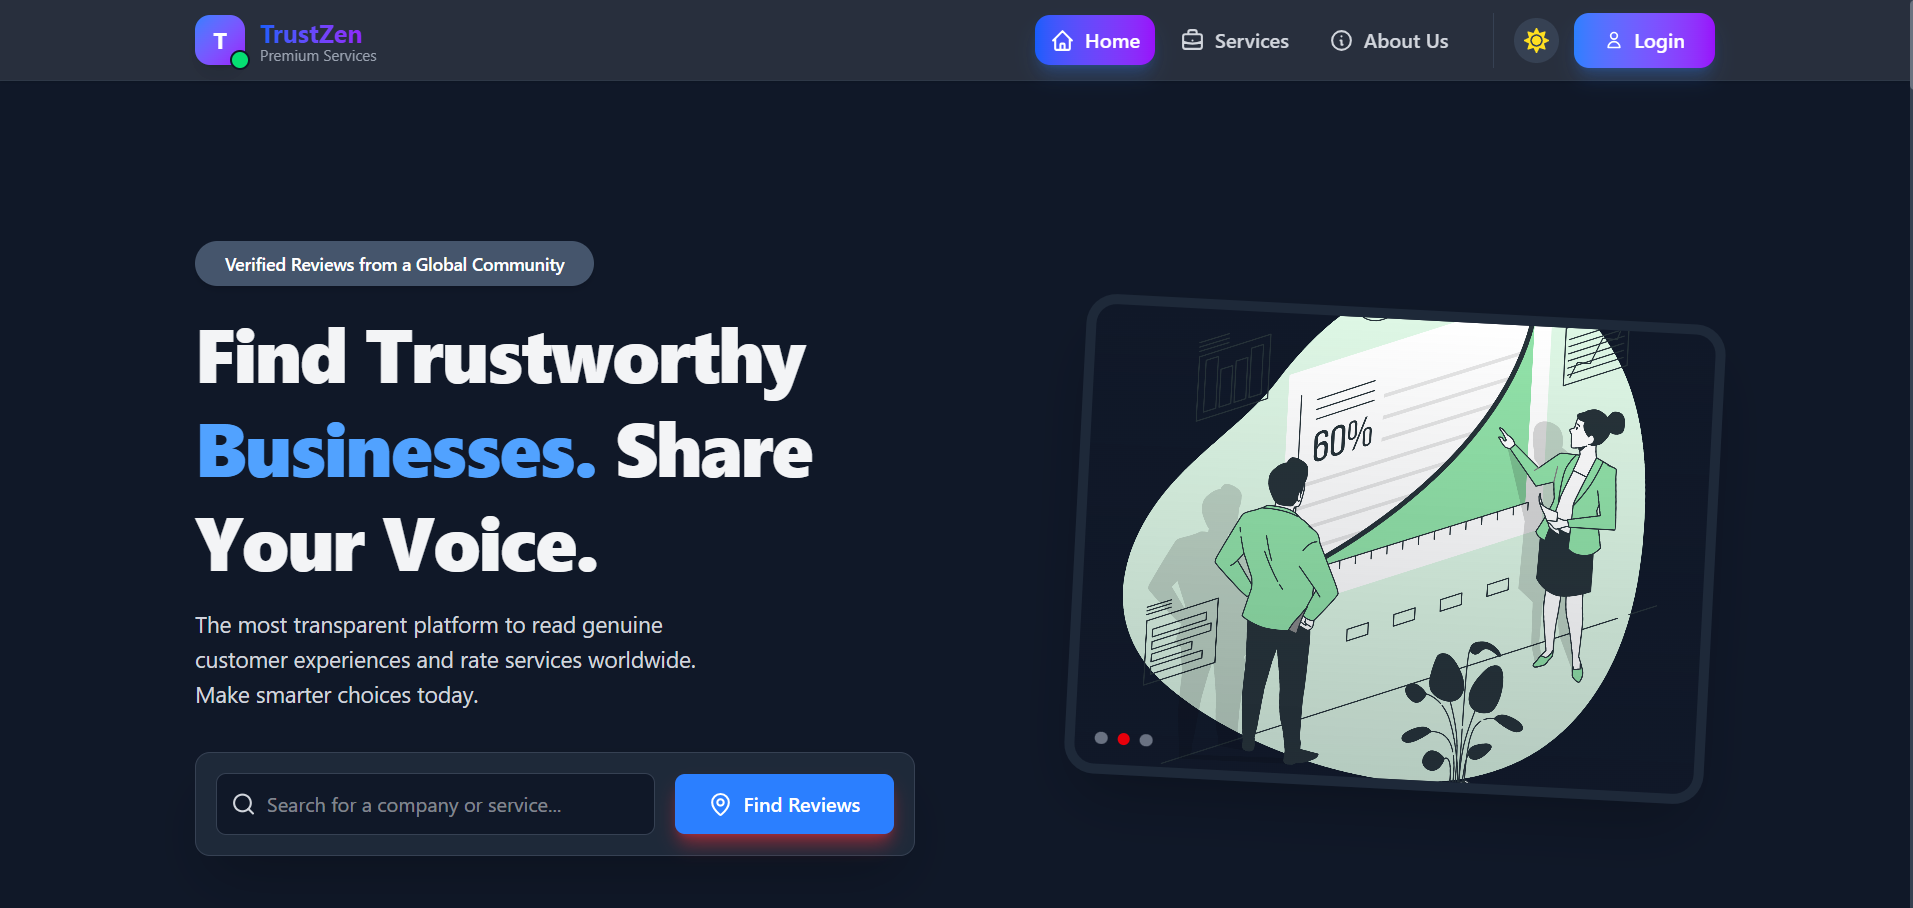 T
TrustZen
Premium Services
Home
Services
About Us
Login
Verified Reviews from a Global Community
Find Trustworthy
Businesses. Share
Your Voice.
The most transparent platform to read genuine
customer experiences and rate services worldwide.
Make smarter choices today.
60%
Search for a company or service...
Find Reviews